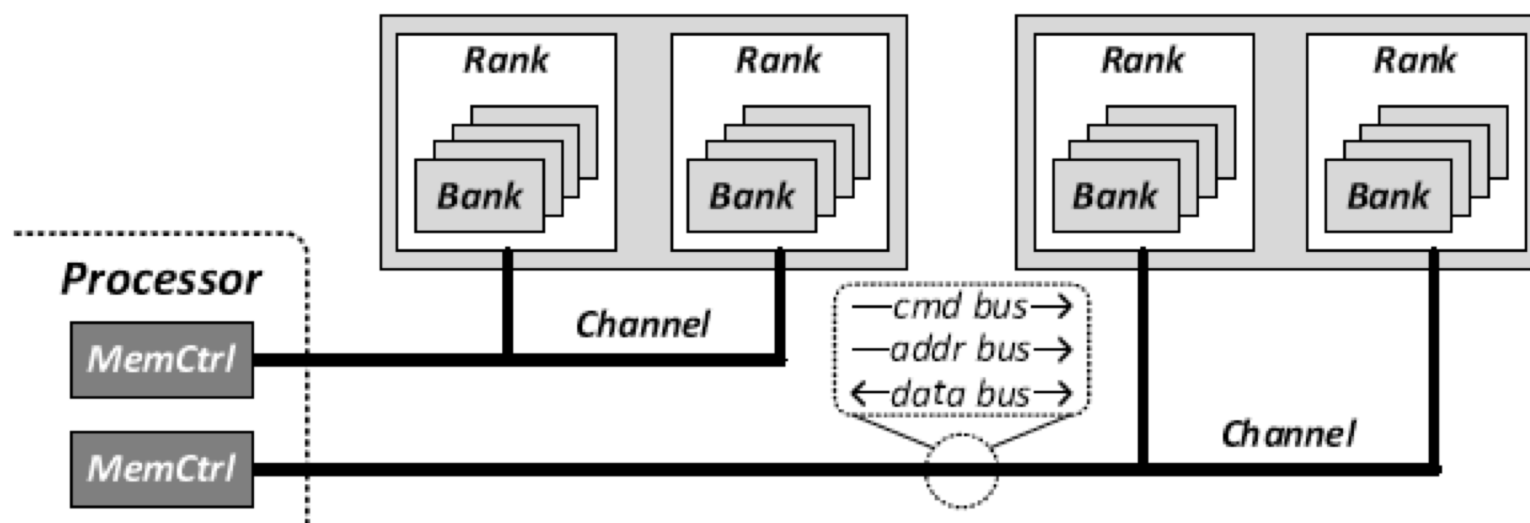 Rank
Rank
Rank
Rank
Bank
Bank
Bank
Bank
Processor
cmd bus
Channel
addr bus
MemCtrl
data bus
Channel
MemCtrl